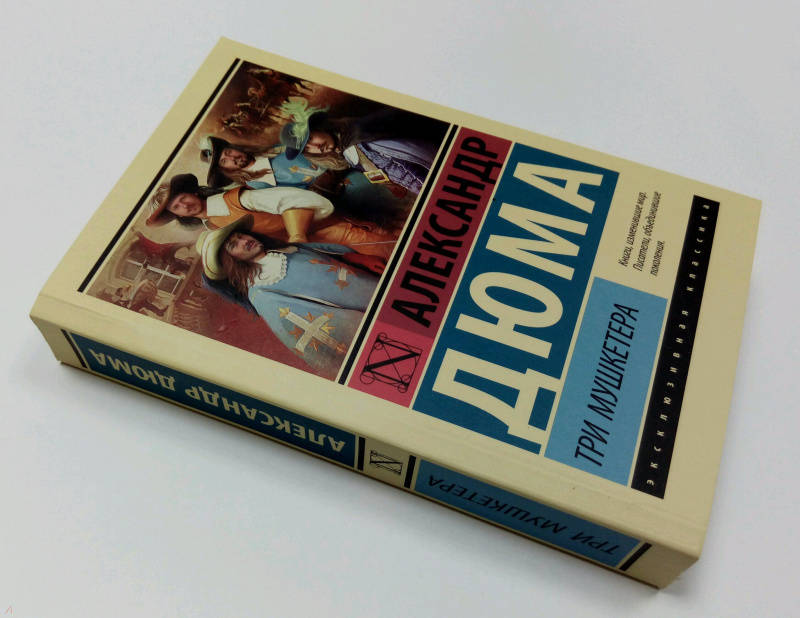 АЛЕКСАНДР
ДЮМА
ТРИ МУШКЕТЕРА
Книги, изменившие мир.
Писатели, объединившие
поколения.
эксклюзивная классика
АЛЕКСАНДР ДЮМА
ТРИ МУШКЕТЕРА